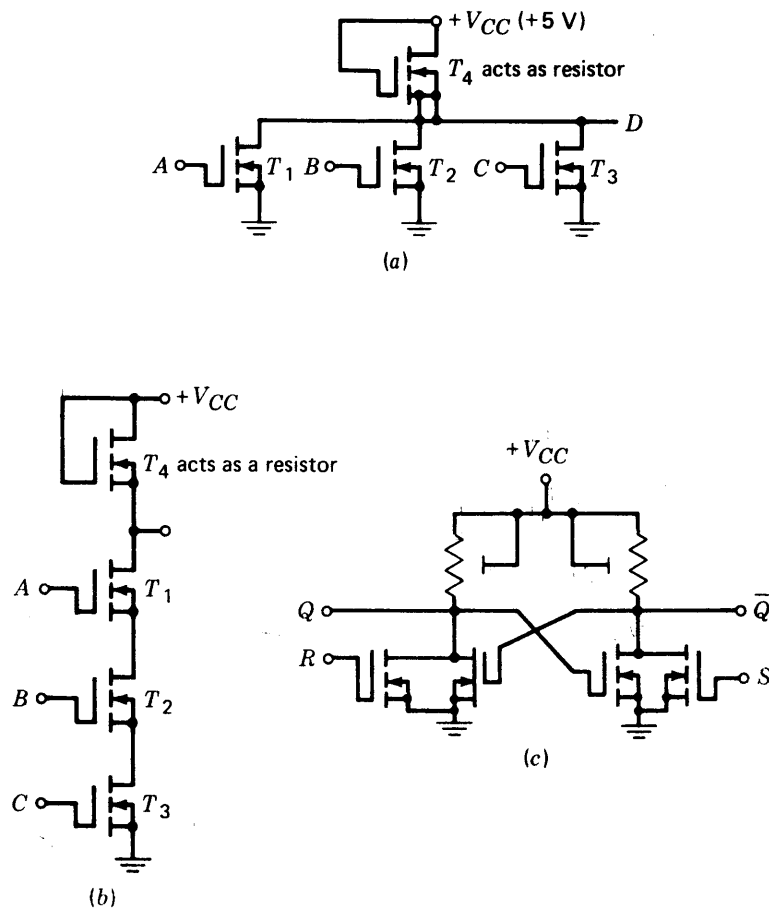 +V_CC (+5 V)
T_4 acts as resistor
D
A T_1 B T_2 C T_3
(a)
+V_CC
T_4 acts as a resistor
A T_1
B T_2
C T_3
(b)
+V_CC
Q Q̅
R S
(c)